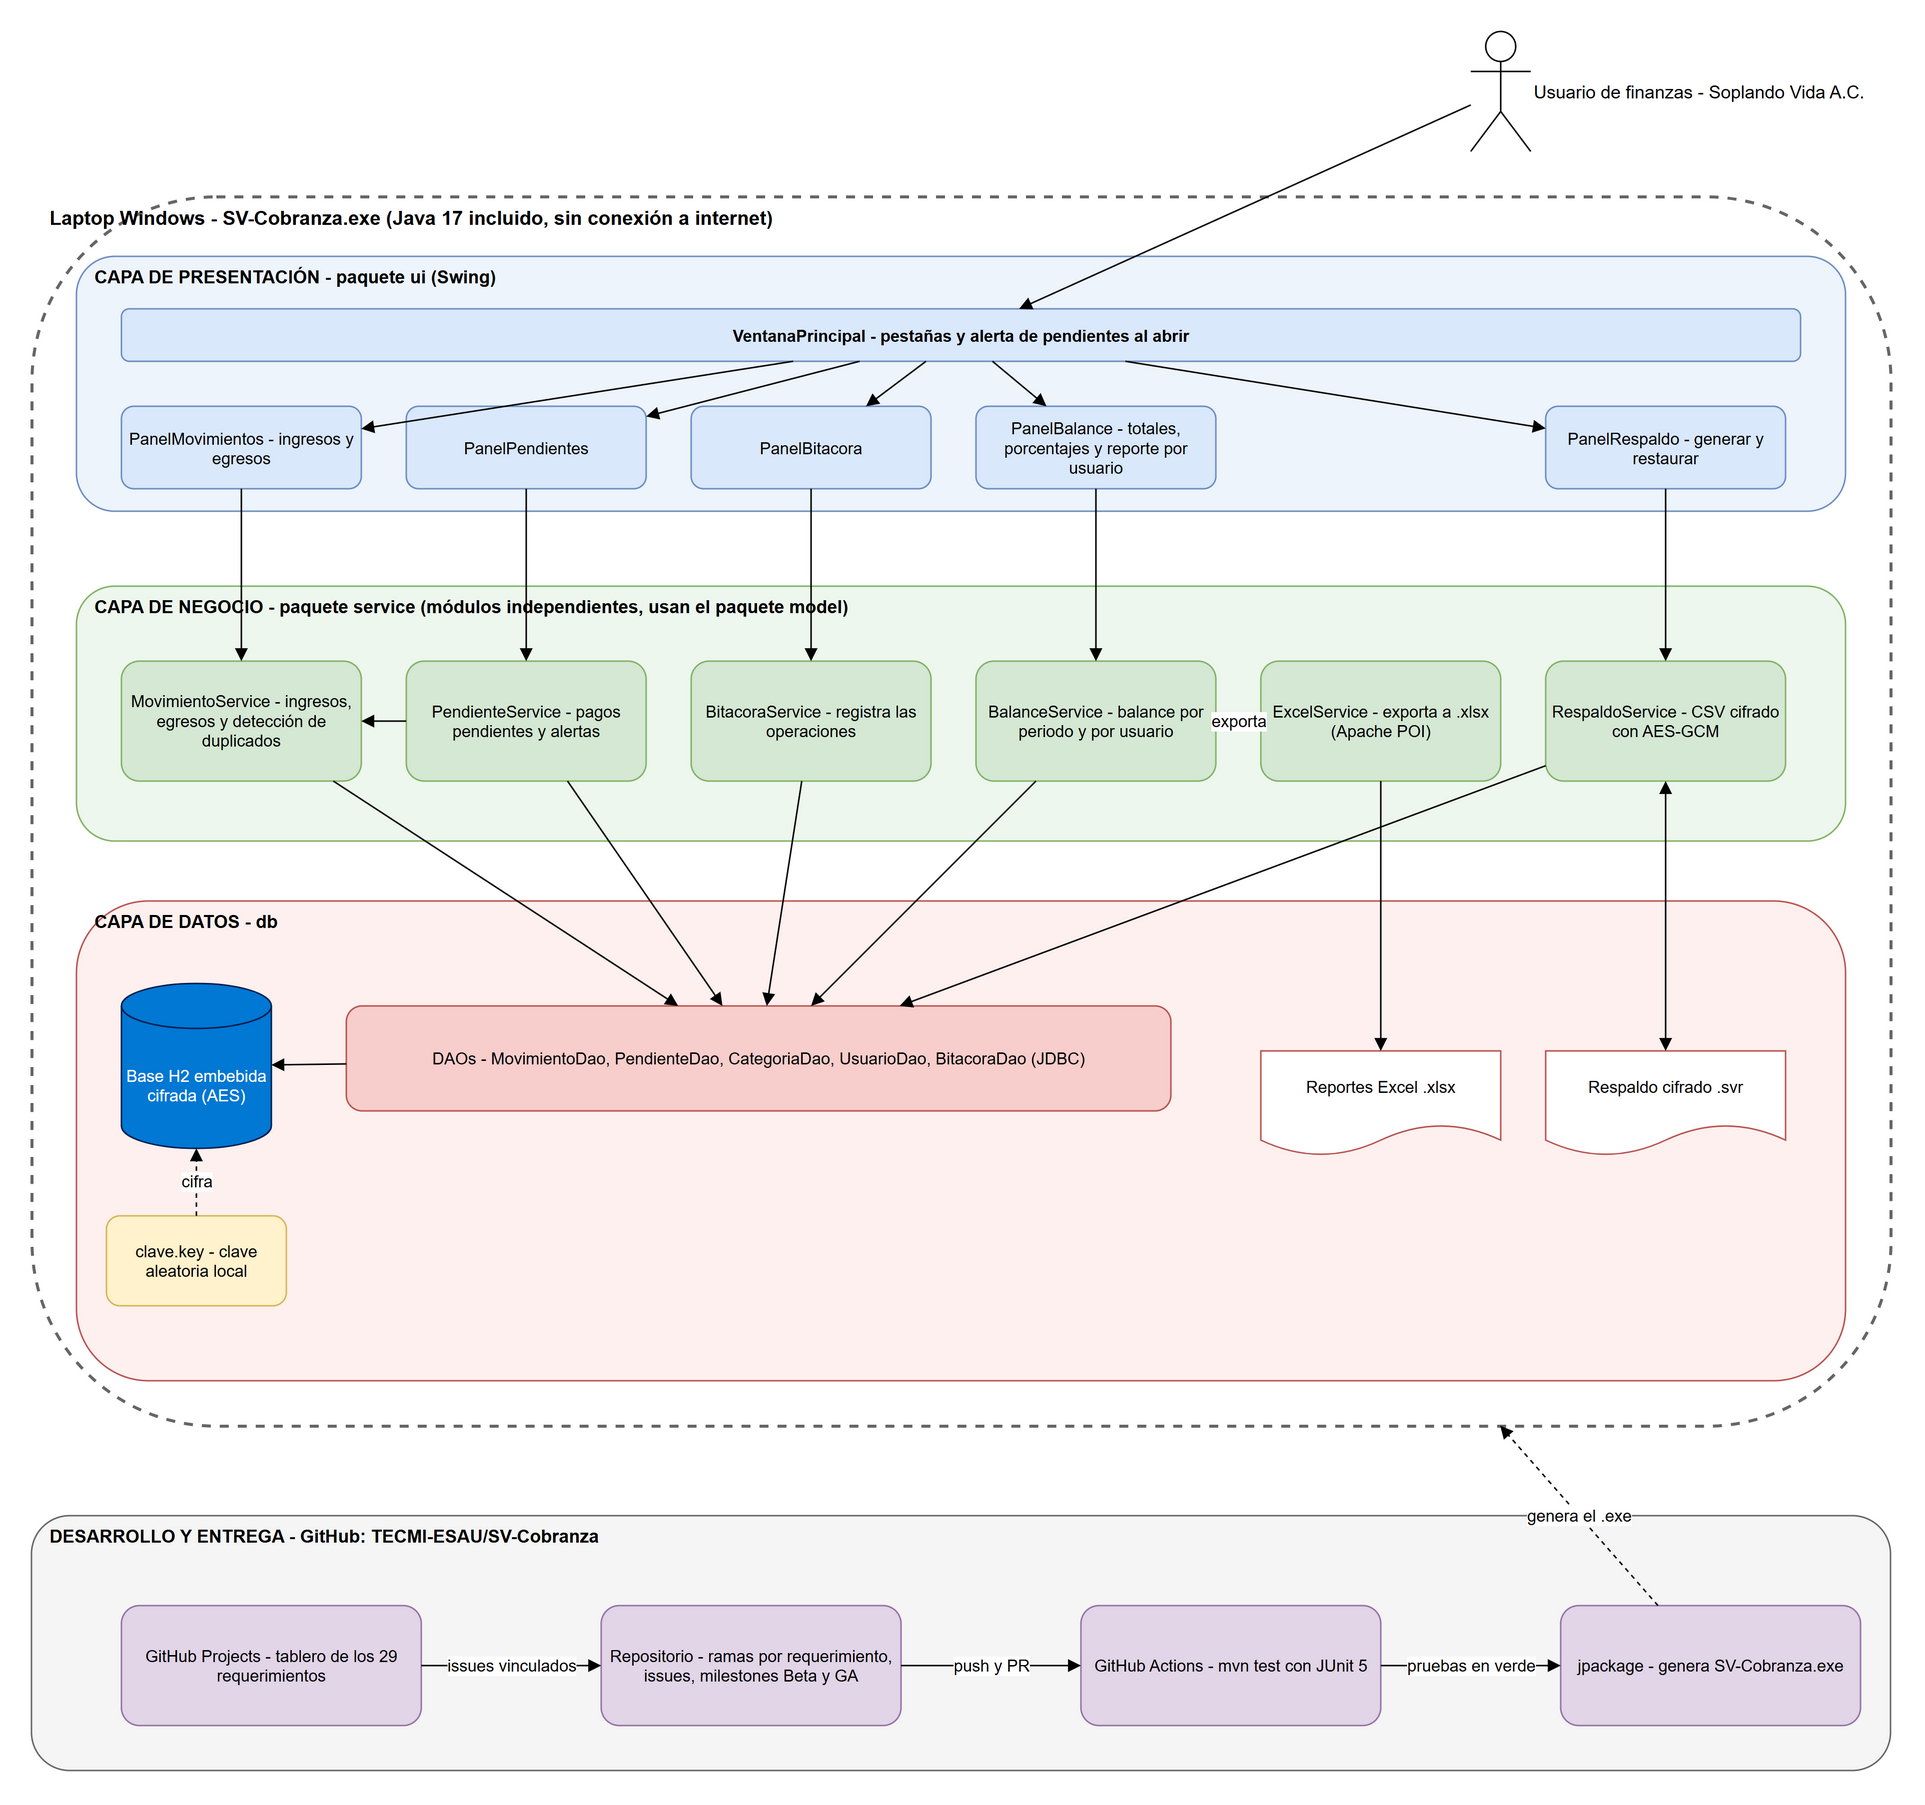 Usuario de finanzas - Soplando Vida A.C.
Laptop Windows - SV-Cobranza.exe (Java 17 incluido, sin conexión a internet)
CAPA DE PRESENTACIÓN - paquete ui (Swing)
VentanaPrincipal - pestañas y alerta de pendientes al abrir
PanelMovimientos - ingresos y
egresos
PanelPendientes
PanelBitacora
PanelBalance - totales,
porcentajes y reporte por
usuario
PanelRespaldo - generar y
restaurar
CAPA DE NEGOCIO - paquete service (módulos independientes, usan el paquete model)
MovimientoService - ingresos,
egresos y detección de
duplicados
PendienteService - pagos
pendientes y alertas
BitacoraService - registra las
operaciones
BalanceService - balance por
periodo y por usuario
exporta
ExcelService - exporta a .xlsx
(Apache POI)
RespaldoService - CSV cifrado
con AES-GCM
CAPA DE DATOS - db
Base H2 embebida
cifrada (AES)
DAOs - MovimientoDao, PendienteDao, CategoriaDao, UsuarioDao, BitacoraDao (JDBC)
Reportes Excel .xlsx
Respaldo cifrado .svr
cifra
clave.key - clave
aleatoria local
genera el .exe
DESARROLLO Y ENTREGA - GitHub: TECMI-ESAU/SV-Cobranza
GitHub Projects - tablero de los 29
requerimientos
issues vinculados
Repositorio - ramas por requerimiento,
issues, milestones Beta y GA
push y PR
GitHub Actions - mvn test con JUnit 5
pruebas en verde
jpackage - genera SV-Cobranza.exe